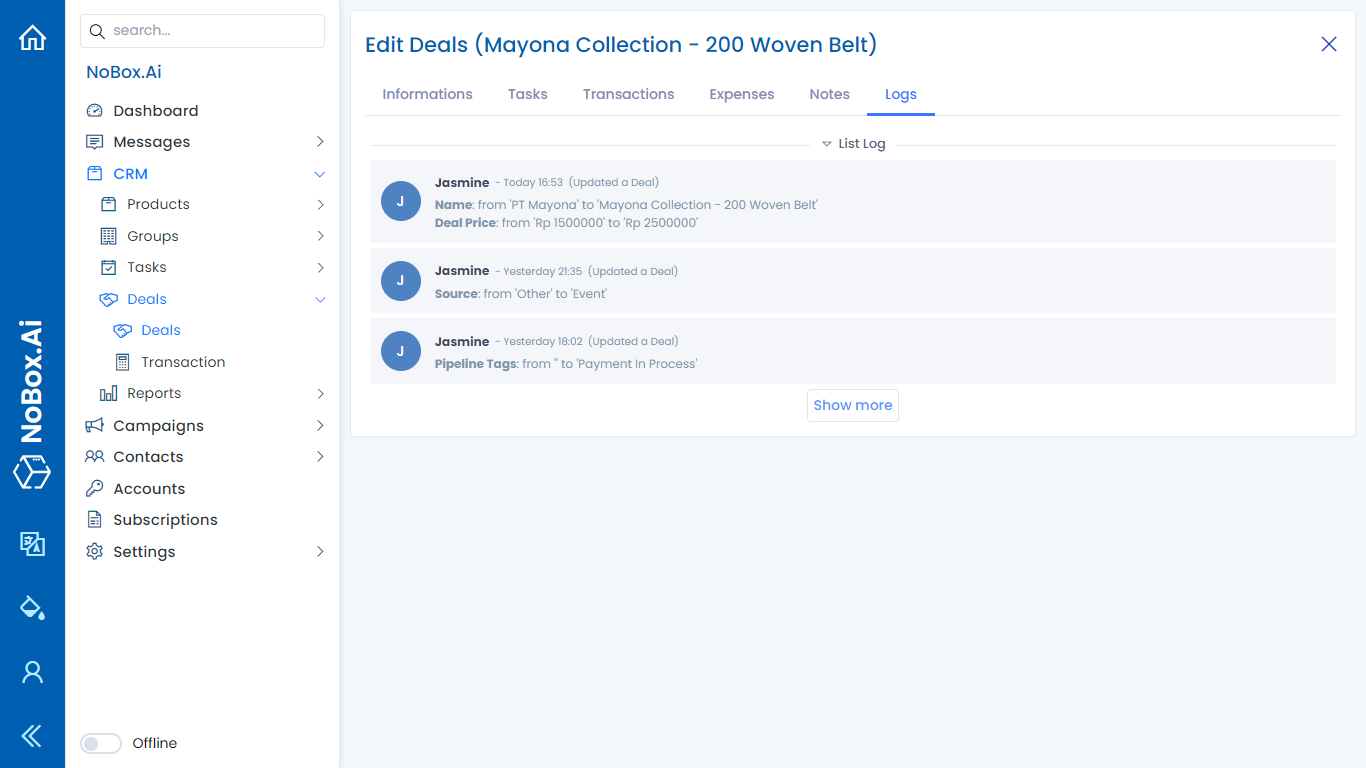 search...
NoBox.Ai
Dashboard
Messages
CRM
Products
Groups
Tasks
Deals
Deals
Transaction
Reports
Campaigns
Contacts
Accounts
Subscriptions
Settings
Offline
NoBox.Ai
Edit Deals (Mayona Collection - 200 Woven Belt)
Informations Tasks Transactions Expenses Notes Logs
List Log
J
Jasmine - Today 16:53 (Updated a Deal)
Name: from 'PT Mayona' to 'Mayona Collection - 200 Woven Belt'
Deal Price: from 'Rp 1500000' to 'Rp 2500000'
J
Jasmine - Yesterday 21:35 (Updated a Deal)
Source: from 'Other' to 'Event'
J
Jasmine - Yesterday 18:02 (Updated a Deal)
Pipeline Tags: from '' to 'Payment In Process'
Show more